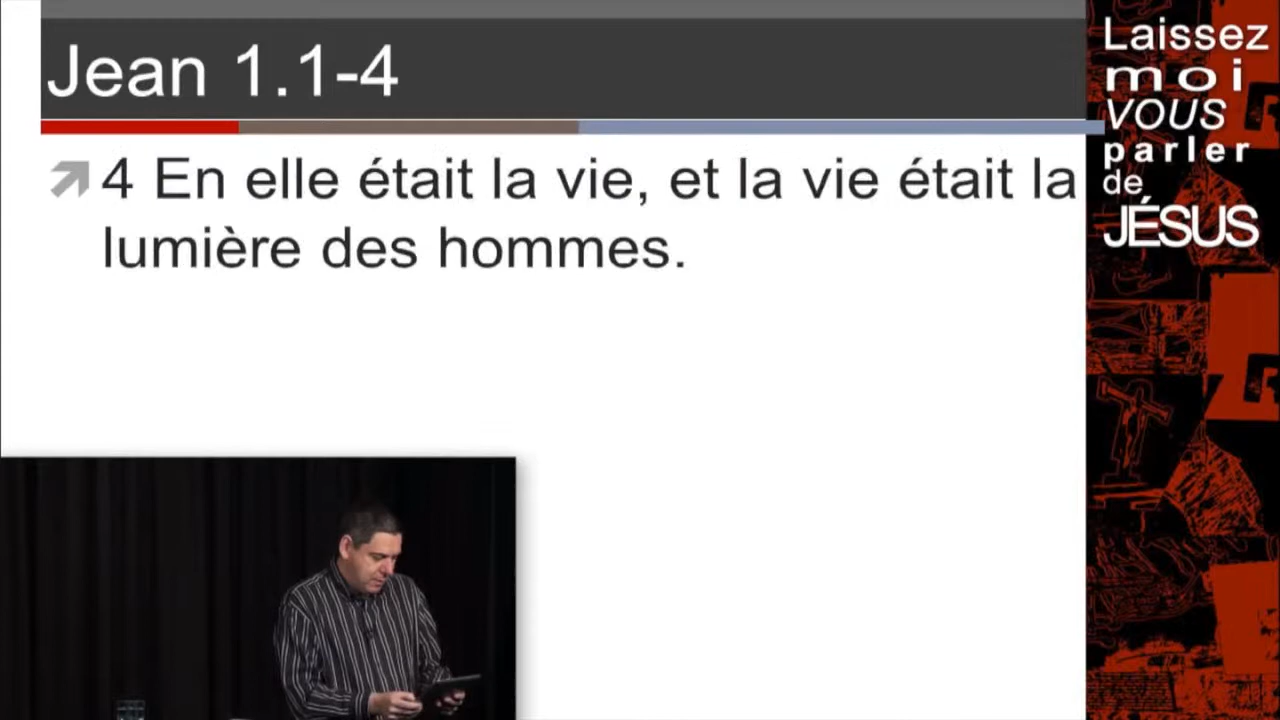 Jean 1.1-4
4 En elle était la vie, et la vie était la
lumière des hommes.
Laissez
moi
VOUS
parler
de
JÉSUS